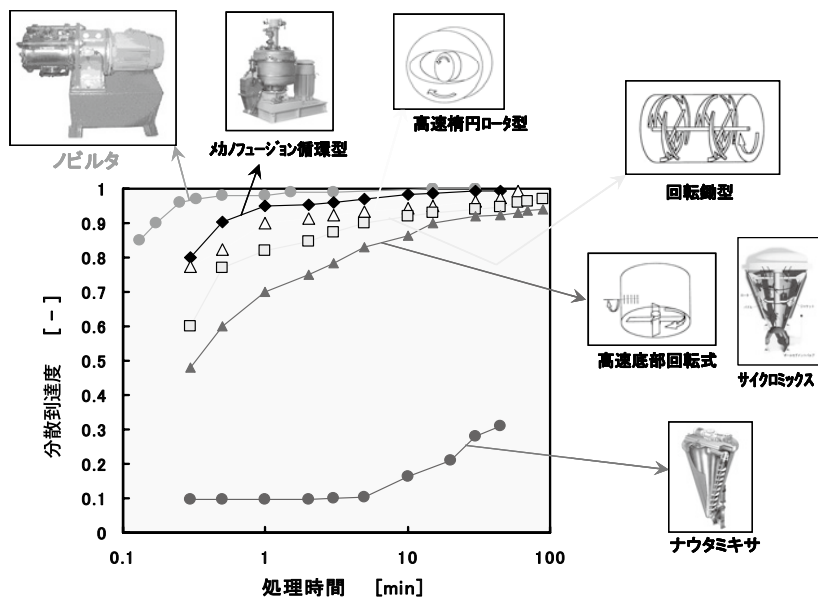 ノビルタ
メカノフュージョン循環型
高速楕円ロータ型
回転鋤型
高速底部回転式
サイクロミックス
ナウタミキサ
分散到達度 [-]
1
0.9
0.8
0.7
0.6
0.5
0.4
0.3
0.2
0.1
0
0.1
1
10
100
処理時間 [min]